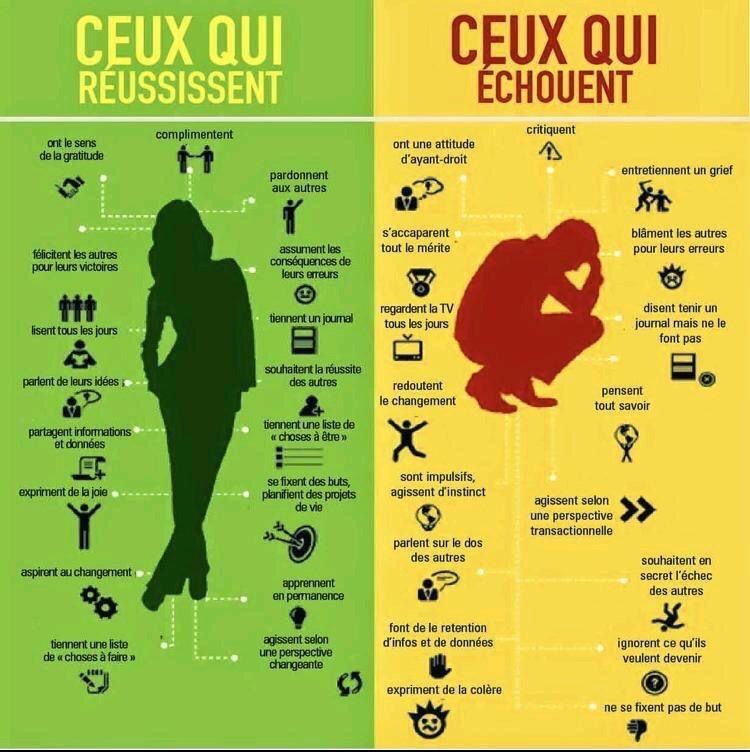 CEUX QUI
RÉUSSISSENT
complimentent
ont le sens
de la gratitude
pardonnent
aux autres
félicitent les autres
pour leurs victoires
assument les
conséquences de
leurs erreurs
lisent tous les jours
tiennent un journal
parlent de leurs idées
souhaitent la réussite
des autres
partagent informations
et données
tiennent une liste de
« choses à être »
expriment de la joie
se fixent des buts,
planifient des projets
de vie
aspirent au changement
apprennent
en permanence
tiennent une liste
de « choses à faire »
agissent selon
une perspective
changeante
CEUX QUI
ÉCHOUENT
critiquent
ont une attitude
d'ayant-droit
entretiennent un grief
s'accaparent
tout le mérite
blâment les autres
pour leurs erreurs
regardent la TV
tous les jours
disent tenir un
journal mais ne le
font pas
redoutent
le changement
pensent
tout savoir
sont impulsifs,
agissent d'instinct
agissent selon
une perspective
transactionnelle
parlent sur le dos
des autres
souhaitent en
secret l'échec
des autres
font de le retention
d'infos et de données
ignorent ce qu'ils
veulent devenir
expriment de la colère
ne se fixent pas de but